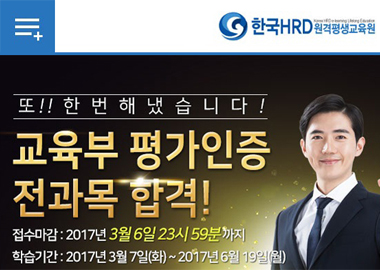 한국HRD
원격평생교육원
또!! 한번해냈습니다!
교육부 평가인증
전과목 합격!
접수마감 : 2017년 3월 6일 23시 59분까지
학습기간 : 2017년 3월 7일(화) ~ 2017년 6월 19일(월)